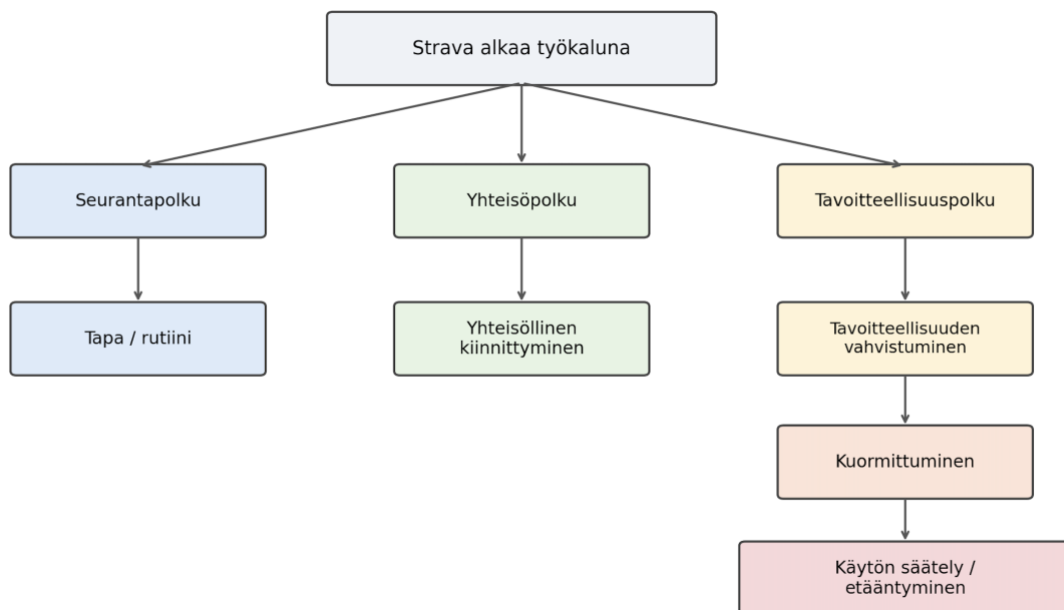 Strava alkaa työkaluna
Seurantapolku
Yhteisöpolku
Tavoitteellisuuspolku
Tapa / rutiini
Yhteisöllinen
kiinnittyminen
Tavoitteellisuuden
vahvistuminen
Kuormittuminen
Käytön säätely /
etääntyminen